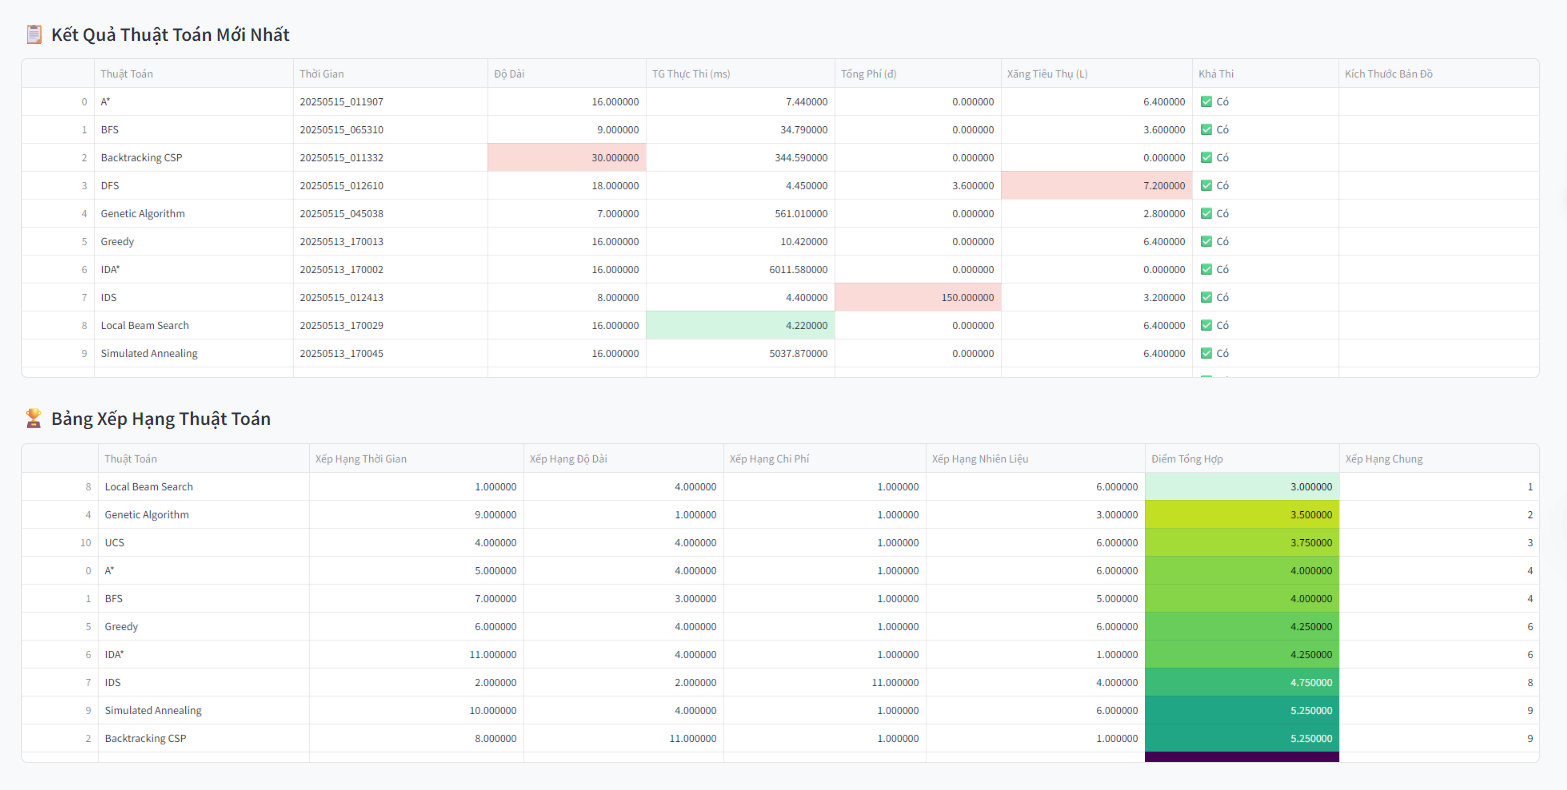 Kết Quả Thuật Toán Mới Nhất
Thuật Toán Thời Gian Độ Dài TG Thực Thi (ms) Tổng Phí (đ) Xăng Tiêu Thụ (L) Khả Thi Kích Thước Bản Đồ
0 A* 20250515_011907 16.000000 7.440000 0.000000 6.400000 ✅ Có
1 BFS 20250515_065310 9.000000 34.790000 0.000000 3.600000 ✅ Có
2 Backtracking CSP 20250515_011332 30.000000 344.590000 0.000000 0.000000 ✅ Có
3 DFS 20250515_012610 18.000000 4.450000 3.600000 7.200000 ✅ Có
4 Genetic Algorithm 20250515_045038 7.000000 561.010000 0.000000 2.800000 ✅ Có
5 Greedy 20250513_170013 16.000000 10.420000 0.000000 6.400000 ✅ Có
6 IDA* 20250513_170002 16.000000 6011.580000 0.000000 0.000000 ✅ Có
7 IDS 20250515_012413 8.000000 4.400000 150.000000 3.200000 ✅ Có
8 Local Beam Search 20250513_170029 16.000000 4.220000 0.000000 6.400000 ✅ Có
9 Simulated Annealing 20250513_170045 16.000000 5037.870000 0.000000 6.400000 ✅ Có
Bảng Xếp Hạng Thuật Toán
Thuật Toán Xếp Hạng Thời Gian Xếp Hạng Độ Dài Xếp Hạng Chi Phí Xếp Hạng Nhiên Liệu Điểm Tổng Hợp Xếp Hạng Chung
8 Local Beam Search 1.000000 4.000000 1.000000 6.000000 3.000000 1
4 Genetic Algorithm 9.000000 1.000000 1.000000 3.000000 3.500000 2
10 UCS 4.000000 4.000000 1.000000 6.000000 3.750000 3
0 A* 5.000000 4.000000 1.000000 6.000000 4.000000 4
1 BFS 7.000000 3.000000 1.000000 5.000000 4.000000 4
5 Greedy 6.000000 4.000000 1.000000 6.000000 4.250000 6
6 IDA* 11.000000 4.000000 1.000000 1.000000 4.250000 6
7 IDS 2.000000 2.000000 11.000000 4.000000 4.750000 8
9 Simulated Annealing 10.000000 4.000000 1.000000 6.000000 5.250000 9
2 Backtracking CSP 8.000000 11.000000 1.000000 1.000000 5.250000 9